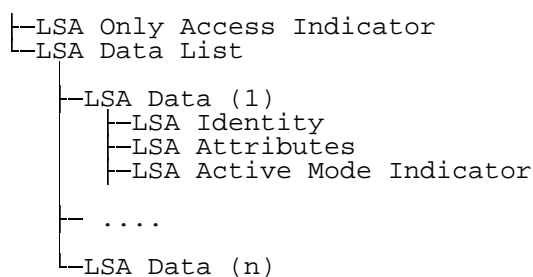 LSA Only Access Indicator
LSA Data List
LSA Data (1)
LSA Identity
LSA Attributes
LSA Active Mode Indicator
....
LSA Data (n)